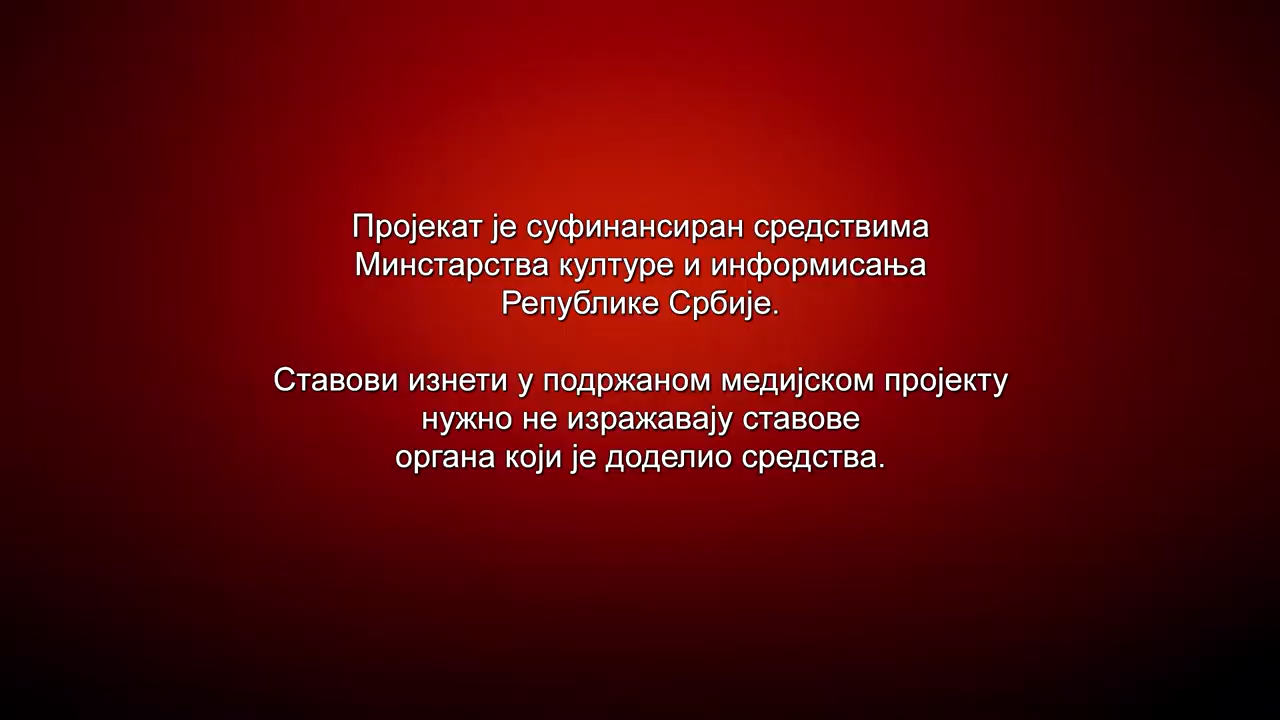 Пројекат је суфинансиран средствима
Минстарства културе и информисања
Републике Србије.
Ставови изнети у подржаном медијском пројекту
нужно не изражавају ставове
органа који је доделио средства.